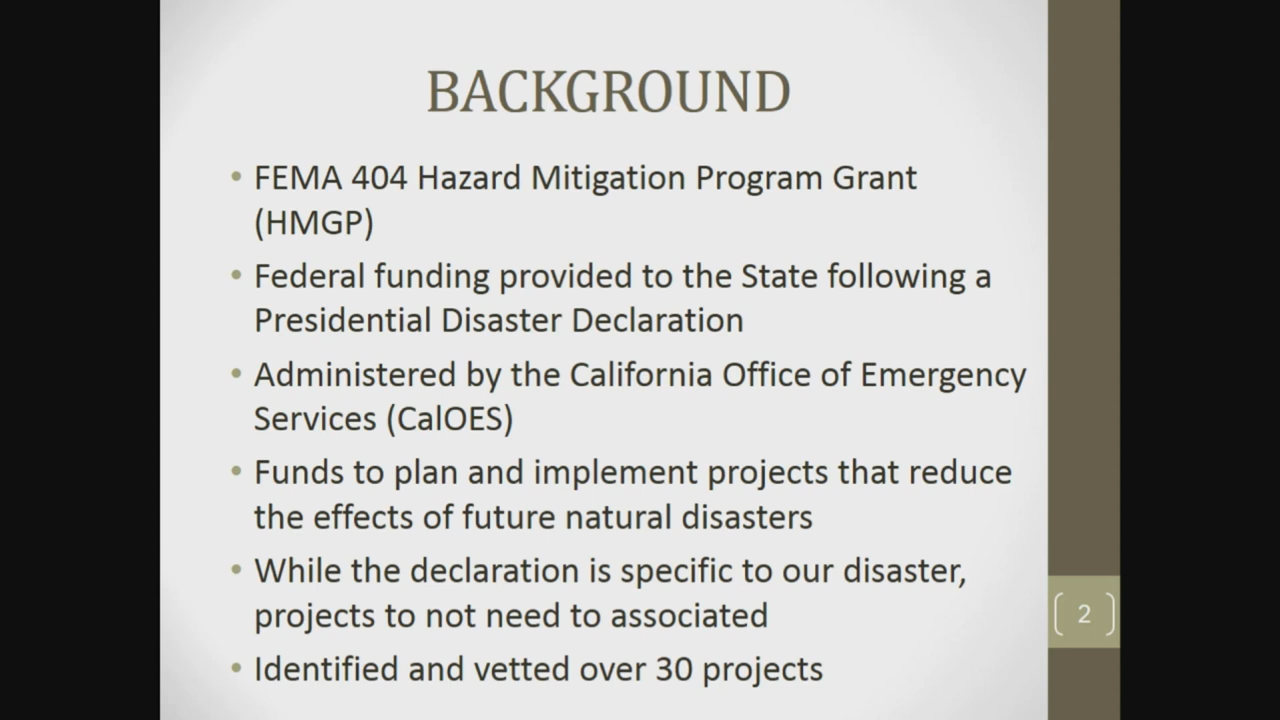 BACKGROUND
• FEMA 404 Hazard Mitigation Program Grant
(HMGP)
• Federal funding provided to the State following a
Presidential Disaster Declaration
• Administered by the California Office of Emergency
Services (CalOES)
• Funds to plan and implement projects that reduce
the effects of future natural disasters
• While the declaration is specific to our disaster,
projects to not need to associated
• Identified and vetted over 30 projects
2